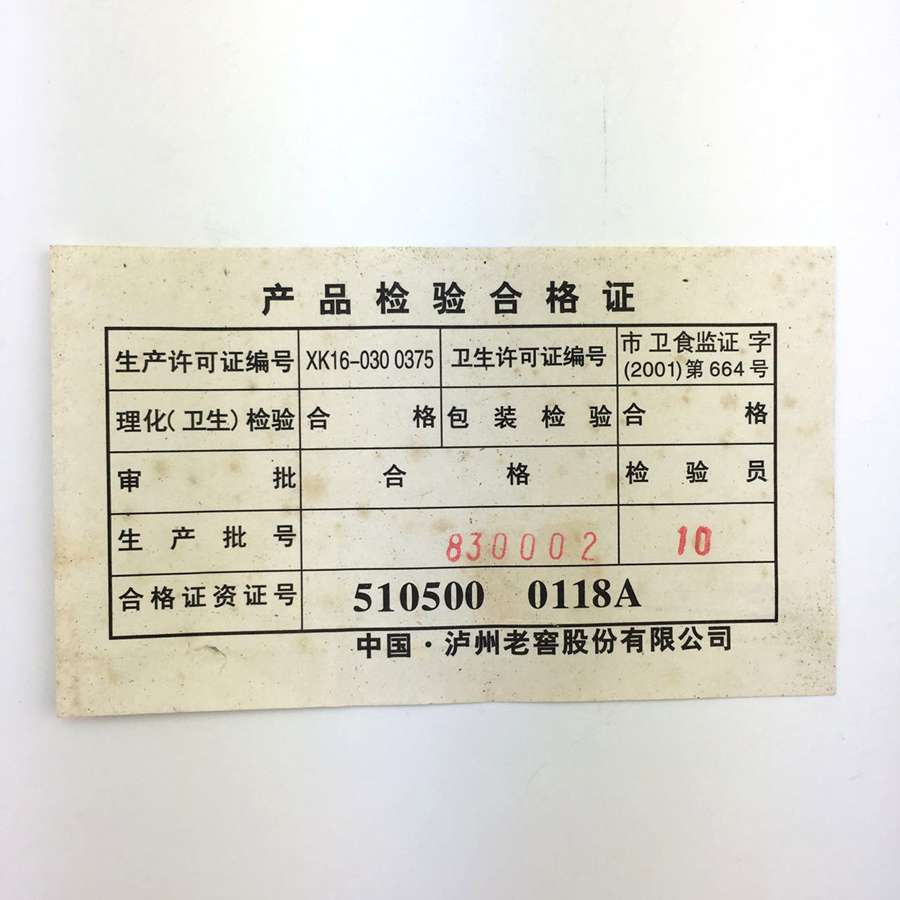 产品检验合格证
生产许可证编号 XK16-030 0375 卫生许可证编号 市卫食监证字
(2001)第664号
理化(卫生)检验 合格 包装检验 合格
审批 合格 检验员
生产批号 830002 10
合格证资证号 510500 0118A
中国·泸州老窖股份有限公司